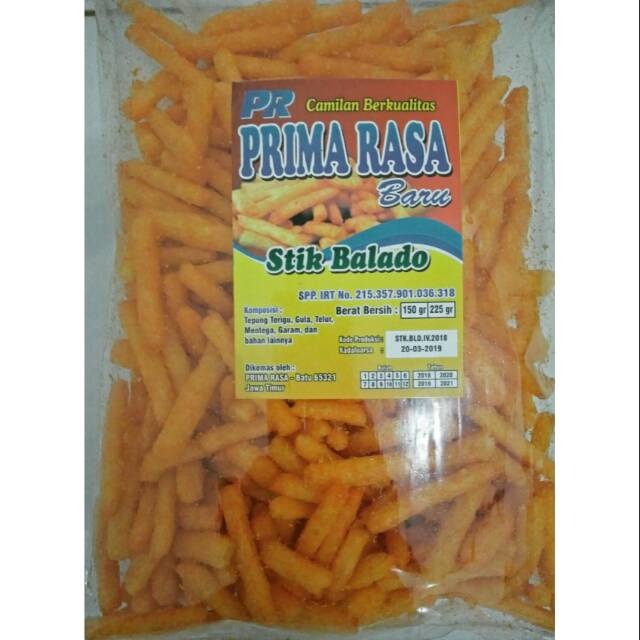 PR Camilan Berkualitas
PRIMA RASA
Baru
Stik Balado
SPP. IRT No. 215.357.901.036.318
Komposisi :
Tepung Terigu, Gula, Telur,
Mentega, Garam, dan
bahan lainnya
Berat Bersih : 150 gr 225 gr
Kode Produksi : STK.BLD.IV.2018
Kadaluarsa : 20-03-2019
Dikemas oleh :
PRIMA RASA - Batu 65321
Jawa Timur
Bulan Tahun
1 2 3 4 5 6 2018 2020
7 8 9 10 11 12 2019 2021